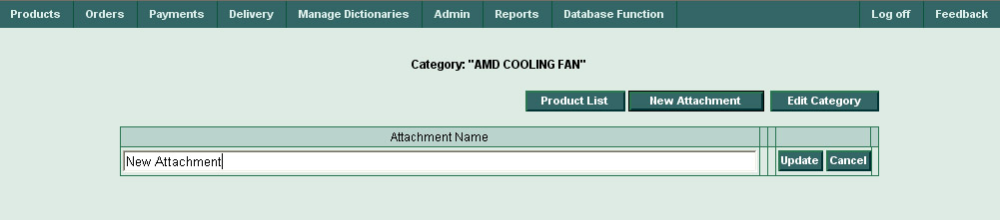 Products Orders Payments Delivery Manage Dictionaries Admin Reports Database Function Log off Feedback
Category: "AMD COOLING FAN"
Product List New Attachment Edit Category
Attachment Name
New Attachment Update Cancel